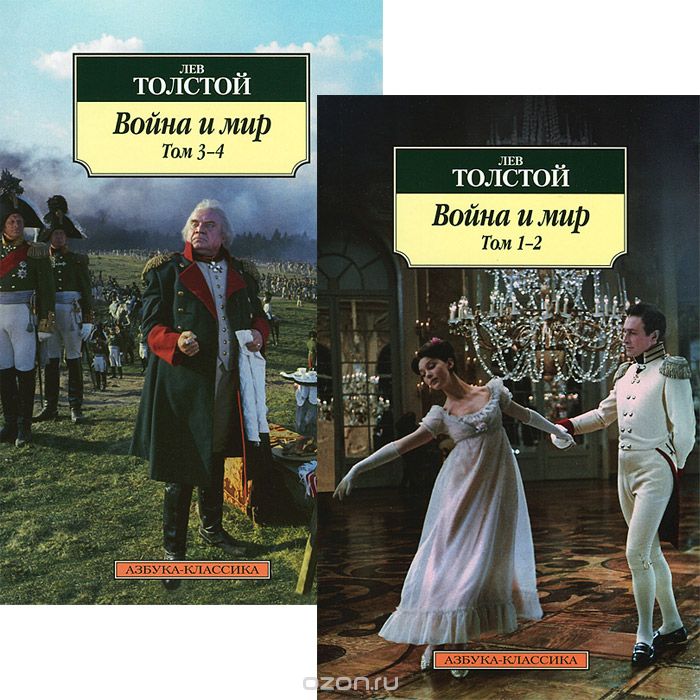 ЛЕВ
ТОЛСТОЙ
Война и мир
Том 3–4
АЗБУКА-КЛАССИКА
ЛЕВ
ТОЛСТОЙ
Война и мир
Том 1–2
АЗБУКА-КЛАССИКА
ozon.ru